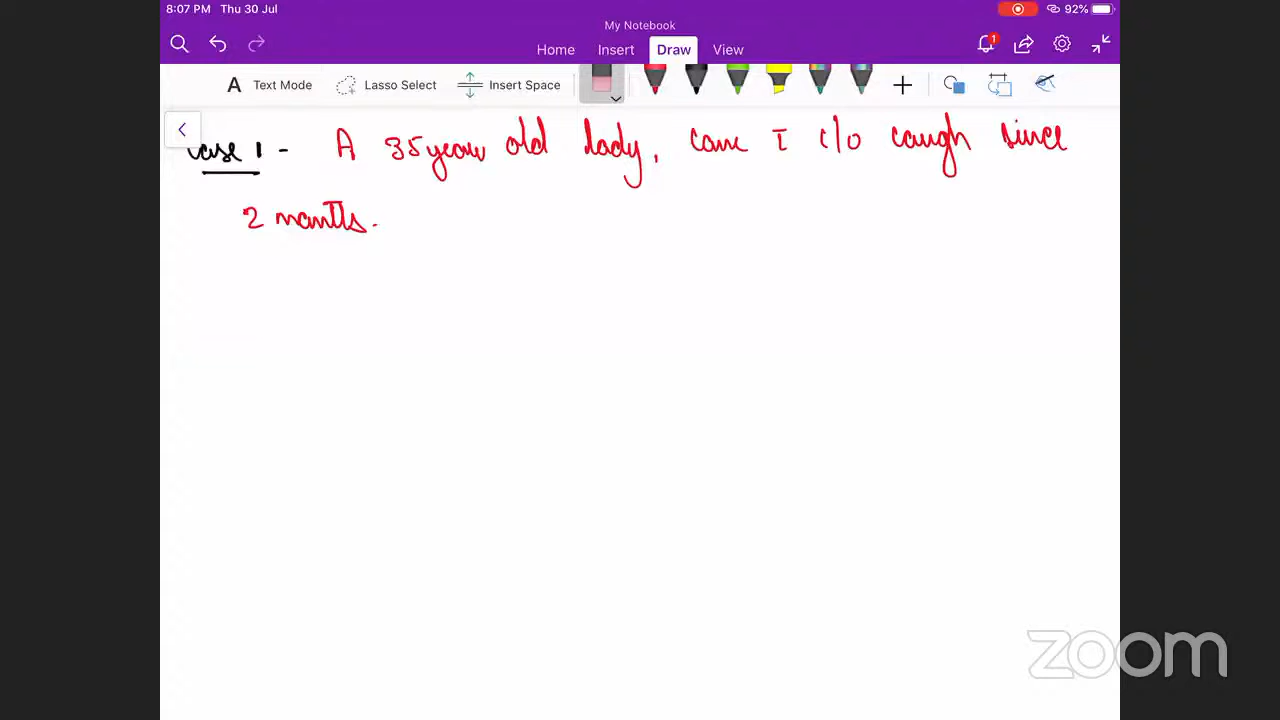 8:07 PM Thu 30 Jul
92%
My Notebook
Home Insert Draw View
1
A Text Mode Lasso Select Insert Space
Case 1 - A 35 year old lady, came c̄ c/o cough since
2 months.
zoom